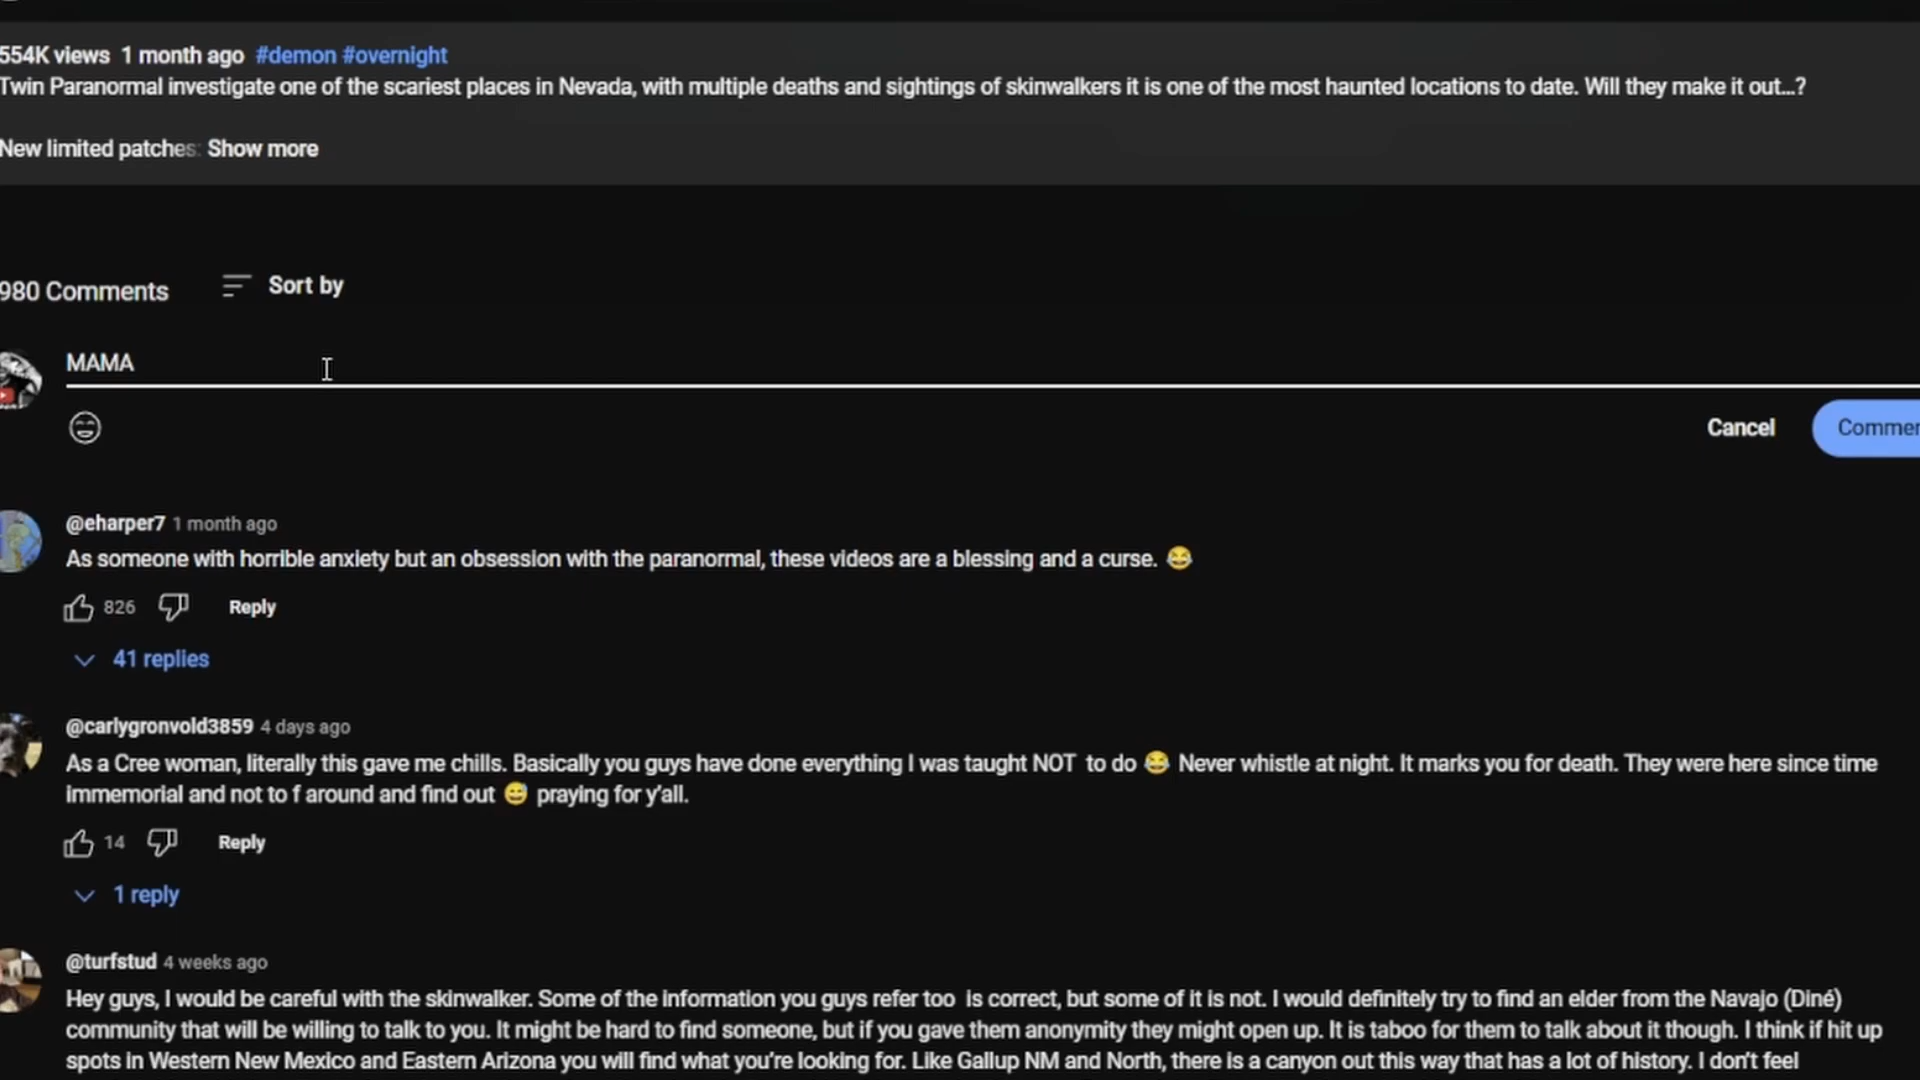 554K views 1 month ago #demon #overnight
Twin Paranormal investigate one of the scariest places in Nevada, with multiple deaths and sightings of skinwalkers it is one of the most haunted locations to date. Will they make it out...?
New limited patches: Show more
980 Comments Sort by
MAMA
Cancel
@eharper7 1 month ago
As someone with horrible anxiety but an obsession with the paranormal, these videos are a blessing and a curse. 😂
826 Reply
41 replies
@carlygronvold3859 4 days ago
As a Cree woman, literally this gave me chills. Basically you guys have done everything I was taught NOT to do 😂 Never whistle at night. It marks you for death. They were here since time
immemorial and not to f around and find out 😅 praying for y'all.
14 Reply
1 reply
@turfstud 4 weeks ago
Hey guys, I would be careful with the skinwalker. Some of the information you guys refer too is correct, but some of it is not. I would definitely try to find an elder from the Navajo (Diné)
community that will be willing to talk to you. It might be hard to find someone, but if you gave them anonymity they might open up. It is taboo for them to talk about it though. I think if hit up
spots in Western New Mexico and Eastern Arizona you will find what you're looking for. Like Gallup NM and North, there is a canyon out this way that has a lot of history. I don't feel